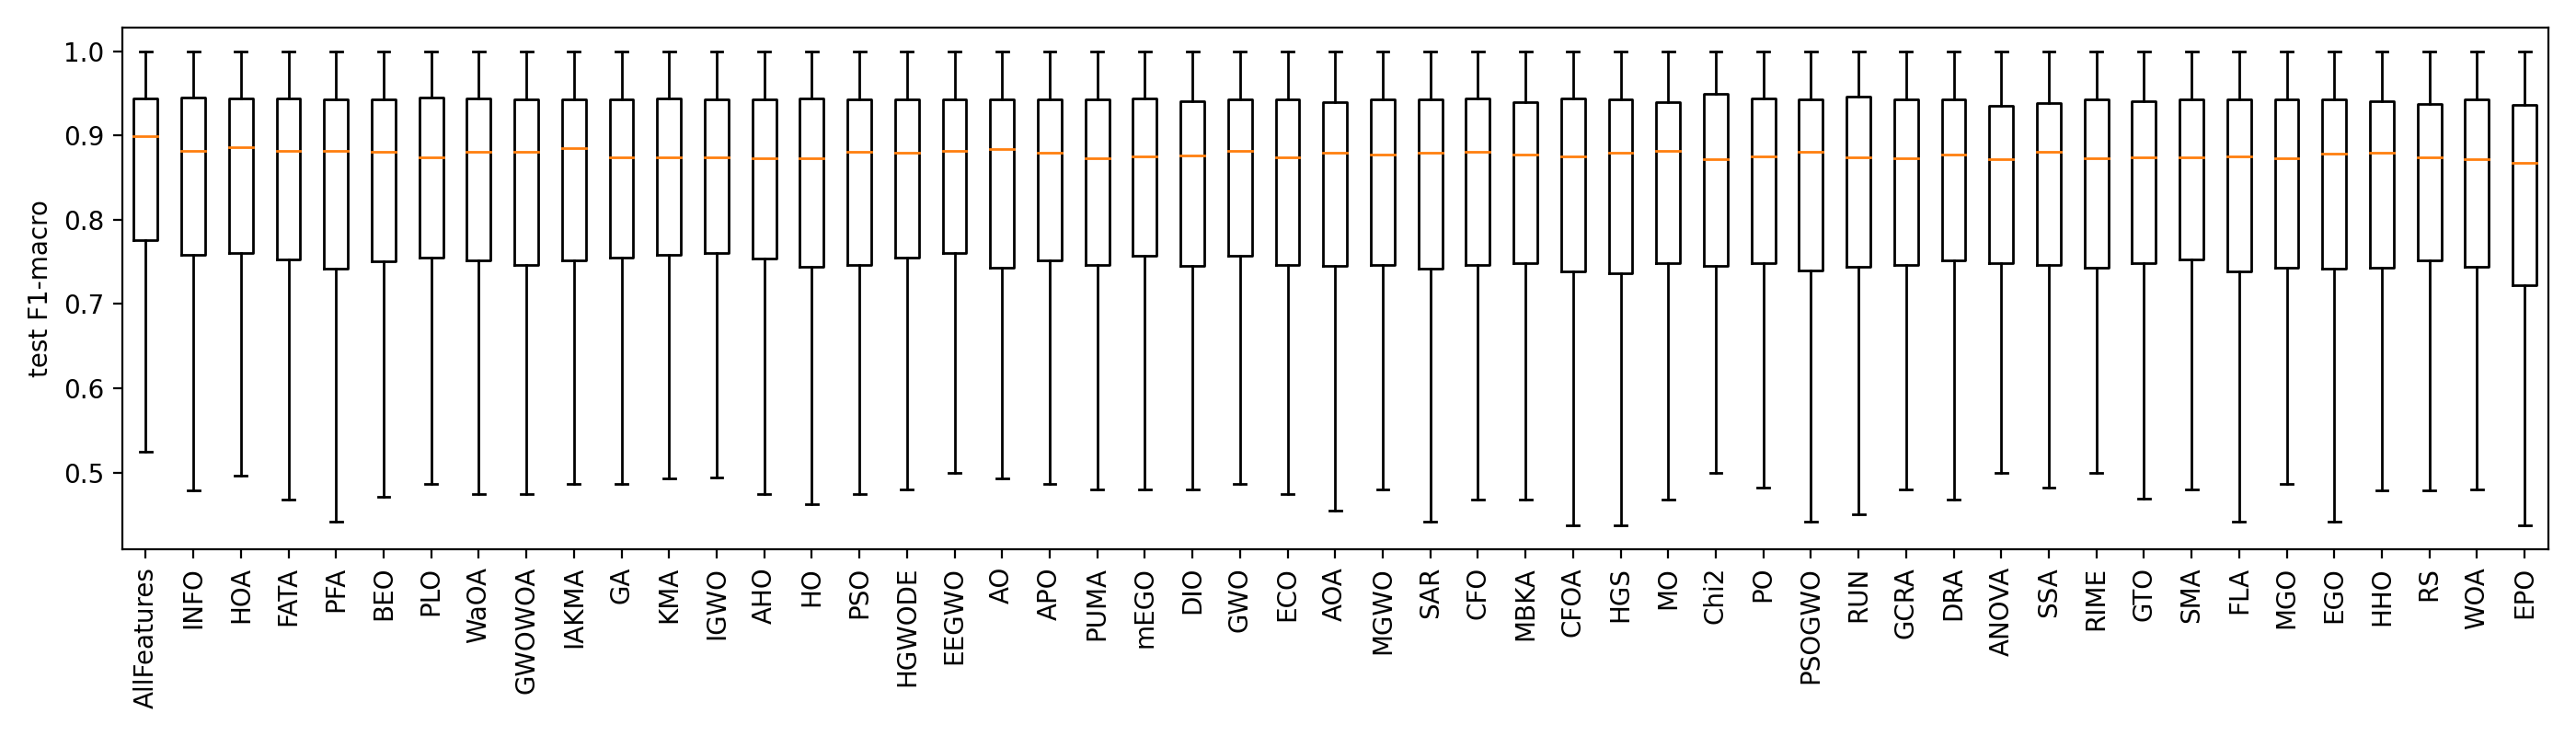 test F1-macro
1.0
0.9
0.8
0.7
0.6
0.5
AllFeatures
INFO
HOA
FATA
PFA
BEO
PLO
WaOA
GWOWOA
IAKMA
GA
KMA
IGWO
AHO
HO
PSO
HGWODE
EEGWO
AO
APO
PUMA
mEGO
DIO
GWO
ECO
AOA
MGWO
SAR
CFO
MBKA
CFOA
HGS
MO
Chi2
PO
PSOGWO
RUN
GCRA
DRA
ANOVA
SSA
RIME
GTO
SMA
FLA
MGO
EGO
HHO
RS
WOA
EPO